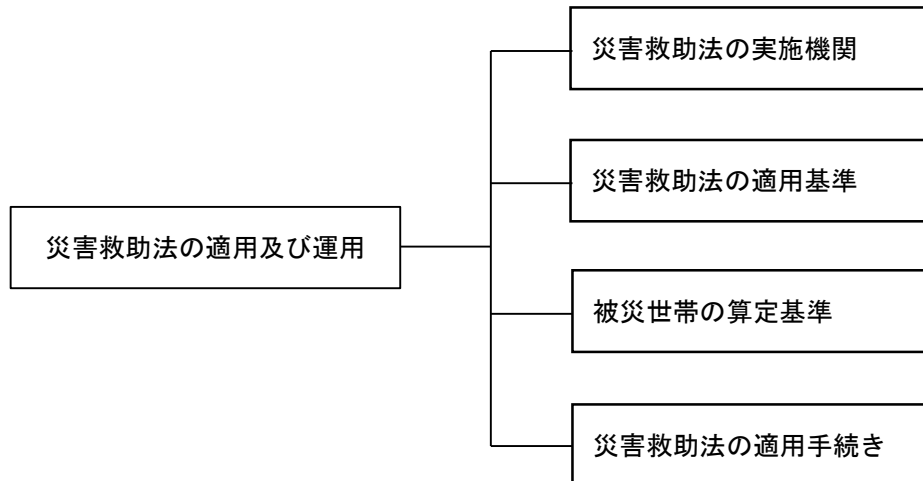 災害救助法の実施機関
災害救助法の適用基準
災害救助法の適用及び運用
被災世帯の算定基準
災害救助法の適用手続き